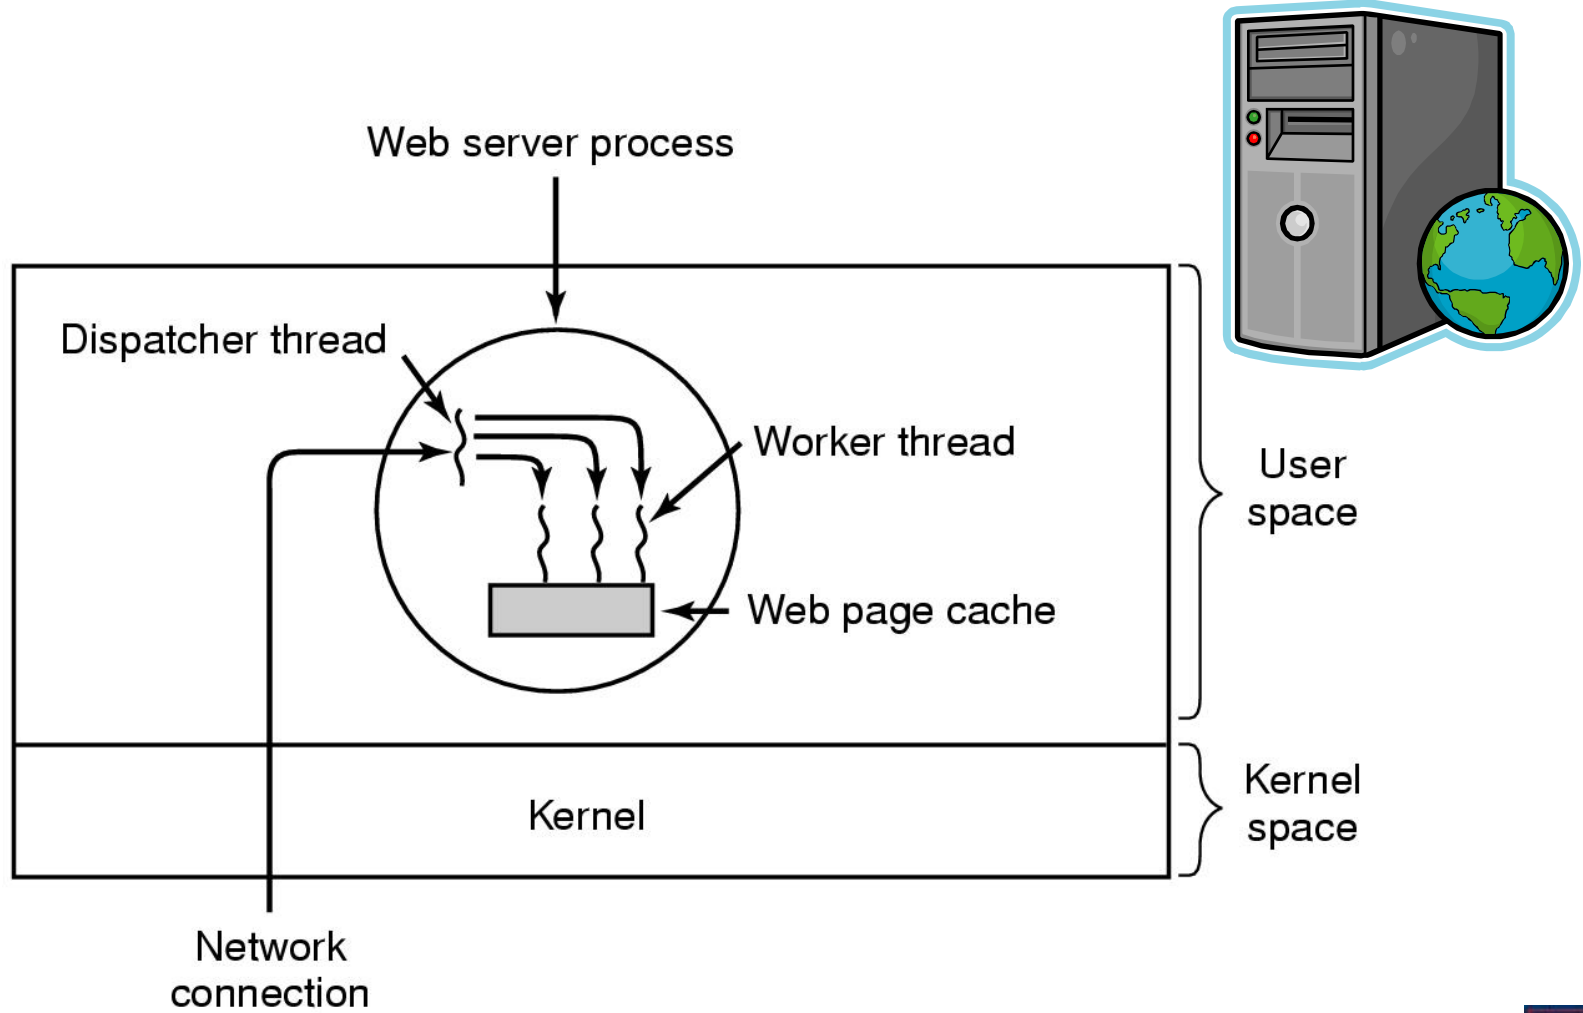 Web server process
Dispatcher thread
Worker thread
User
space
Web page cache
Kernel
space
Kernel
Network
connection